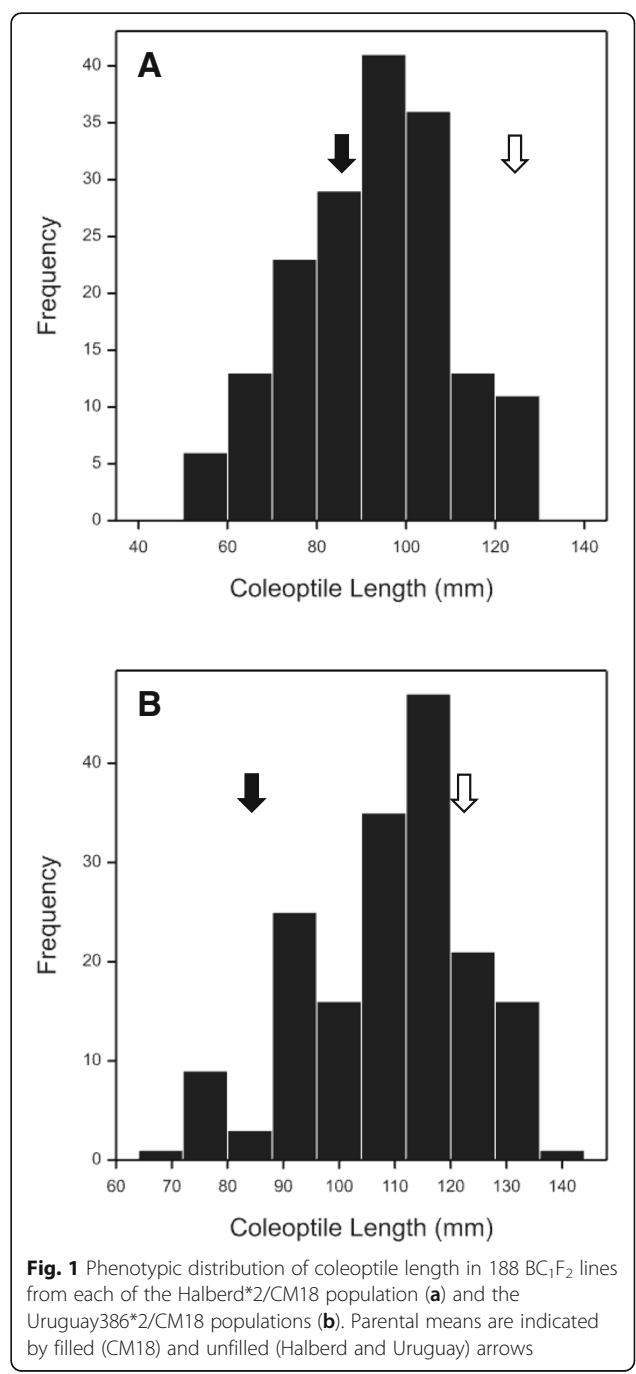 A
40
35
30
25
20
15
10
5
0
Frequency
40 60 80 100 120 140
Coleoptile Length (mm)
B
40
30
20
10
0
Frequency
60 70 80 90 100 110 120 130 140
Coleoptile Length (mm)
Fig. 1 Phenotypic distribution of coleoptile length in 188 BC₁F₂ lines
from each of the Halberd*2/CM18 population (a) and the
Uruguay386*2/CM18 populations (b). Parental means are indicated
by filled (CM18) and unfilled (Halberd and Uruguay) arrows